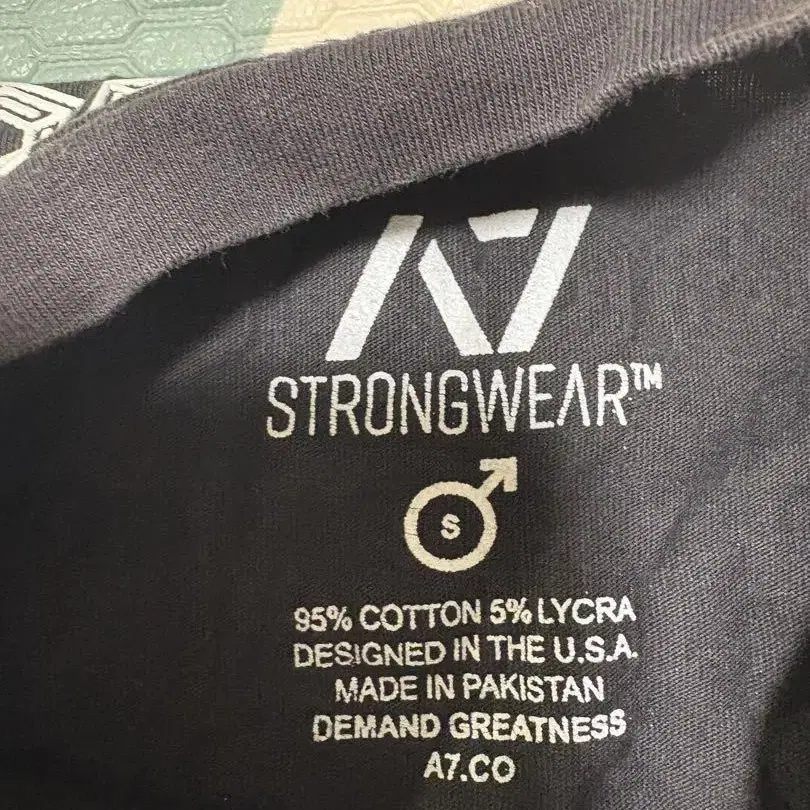 A7
STRONGWEAR™
S
95% COTTON 5% LYCRA
DESIGNED IN THE U.S.A.
MADE IN PAKISTAN
DEMAND GREATNESS
A7.CO